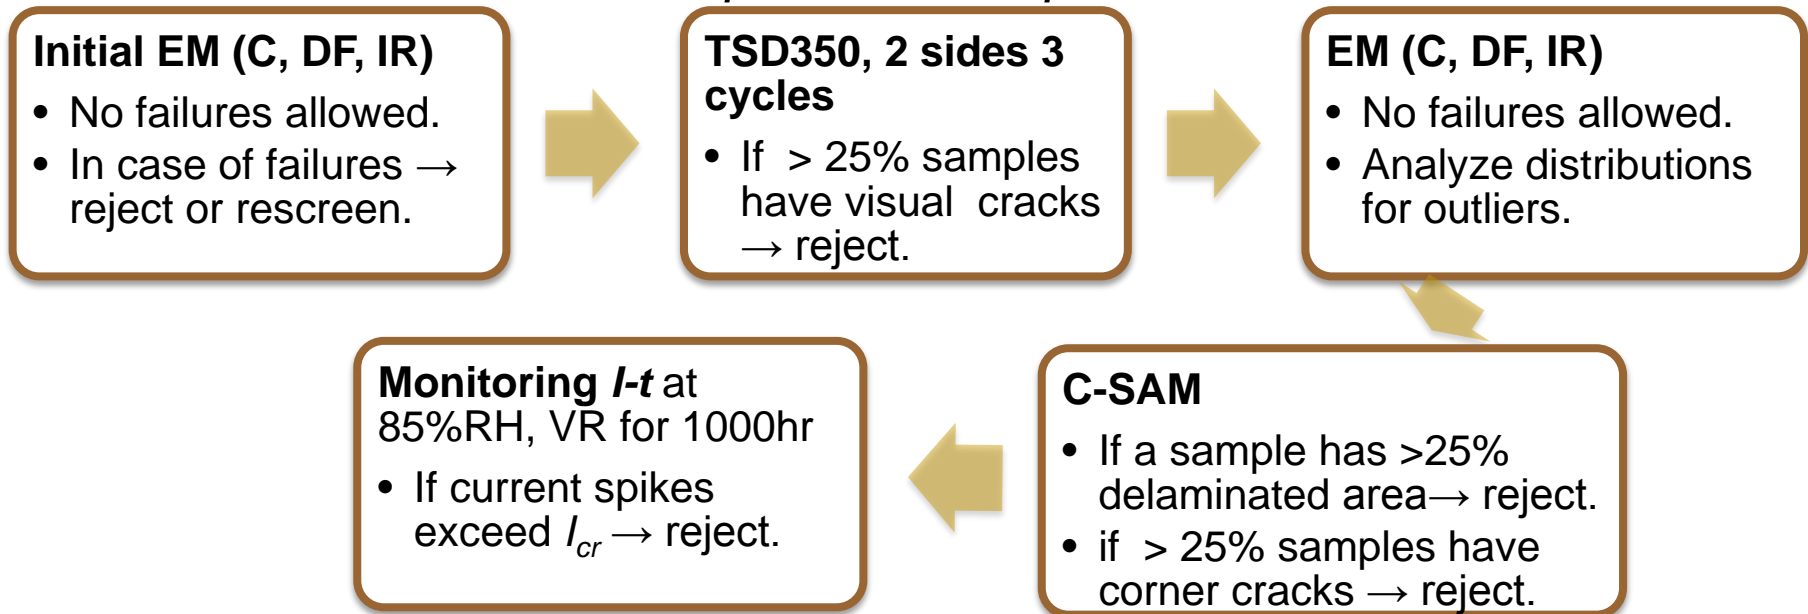 Initial EM (C, DF, IR)
• No failures allowed.
• In case of failures →
reject or rescreen.
TSD350, 2 sides 3
cycles
• If > 25% samples
have visual cracks
→ reject.
EM (C, DF, IR)
• No failures allowed.
• Analyze distributions
for outliers.
C-SAM
• If a sample has >25%
delaminated area→ reject.
• if > 25% samples have
corner cracks → reject.
Monitoring I-t at
85%RH, VR for 1000hr
• If current spikes
exceed Icr → reject.